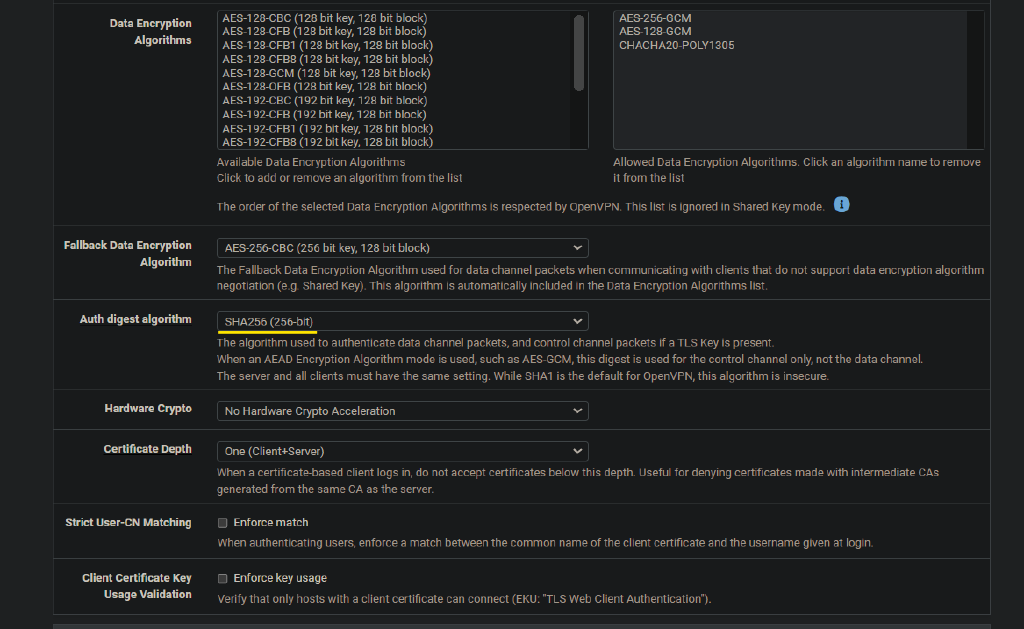 Data Encryption
Algorithms
AES-128-CBC (128 bit key, 128 bit block)
AES-128-CFB (128 bit key, 128 bit block)
AES-128-CFB1 (128 bit key, 128 bit block)
AES-128-CFB8 (128 bit key, 128 bit block)
AES-128-GCM (128 bit key, 128 bit block)
AES-128-OFB (128 bit key, 128 bit block)
AES-192-CBC (192 bit key, 128 bit block)
AES-192-CFB (192 bit key, 128 bit block)
AES-192-CFB1 (192 bit key, 128 bit block)
AES-192-CFB8 (192 bit key, 128 bit block)
Available Data Encryption Algorithms
Click to add or remove an algorithm from the list
AES-256-GCM
AES-128-GCM
CHACHA20-POLY1305
Allowed Data Encryption Algorithms. Click an algorithm name to remove
it from the list
The order of the selected Data Encryption Algorithms is respected by OpenVPN. This list is ignored in Shared Key mode.
Fallback Data Encryption
Algorithm
AES-256-CBC (256 bit key, 128 bit block)
The Fallback Data Encryption Algorithm used for data channel packets when communicating with clients that do not support data encryption algorithm
negotiation (e.g. Shared Key). This algorithm is automatically included in the Data Encryption Algorithms list.
Auth digest algorithm
SHA256 (256-bit)
The algorithm used to authenticate data channel packets, and control channel packets if a TLS Key is present.
When an AEAD Encryption Algorithm mode is used, such as AES-GCM, this digest is used for the control channel only, not the data channel.
The server and all clients must have the same setting. While SHA1 is the default for OpenVPN, this algorithm is insecure.
Hardware Crypto
No Hardware Crypto Acceleration
Certificate Depth
One (Client+Server)
When a certificate-based client logs in, do not accept certificates below this depth. Useful for denying certificates made with intermediate CAs
generated from the same CA as the server.
Strict User-CN Matching
Enforce match
When authenticating users, enforce a match between the common name of the client certificate and the username given at login.
Client Certificate Key
Usage Validation
Enforce key usage
Verify that only hosts with a client certificate can connect (EKU: "TLS Web Client Authentication").